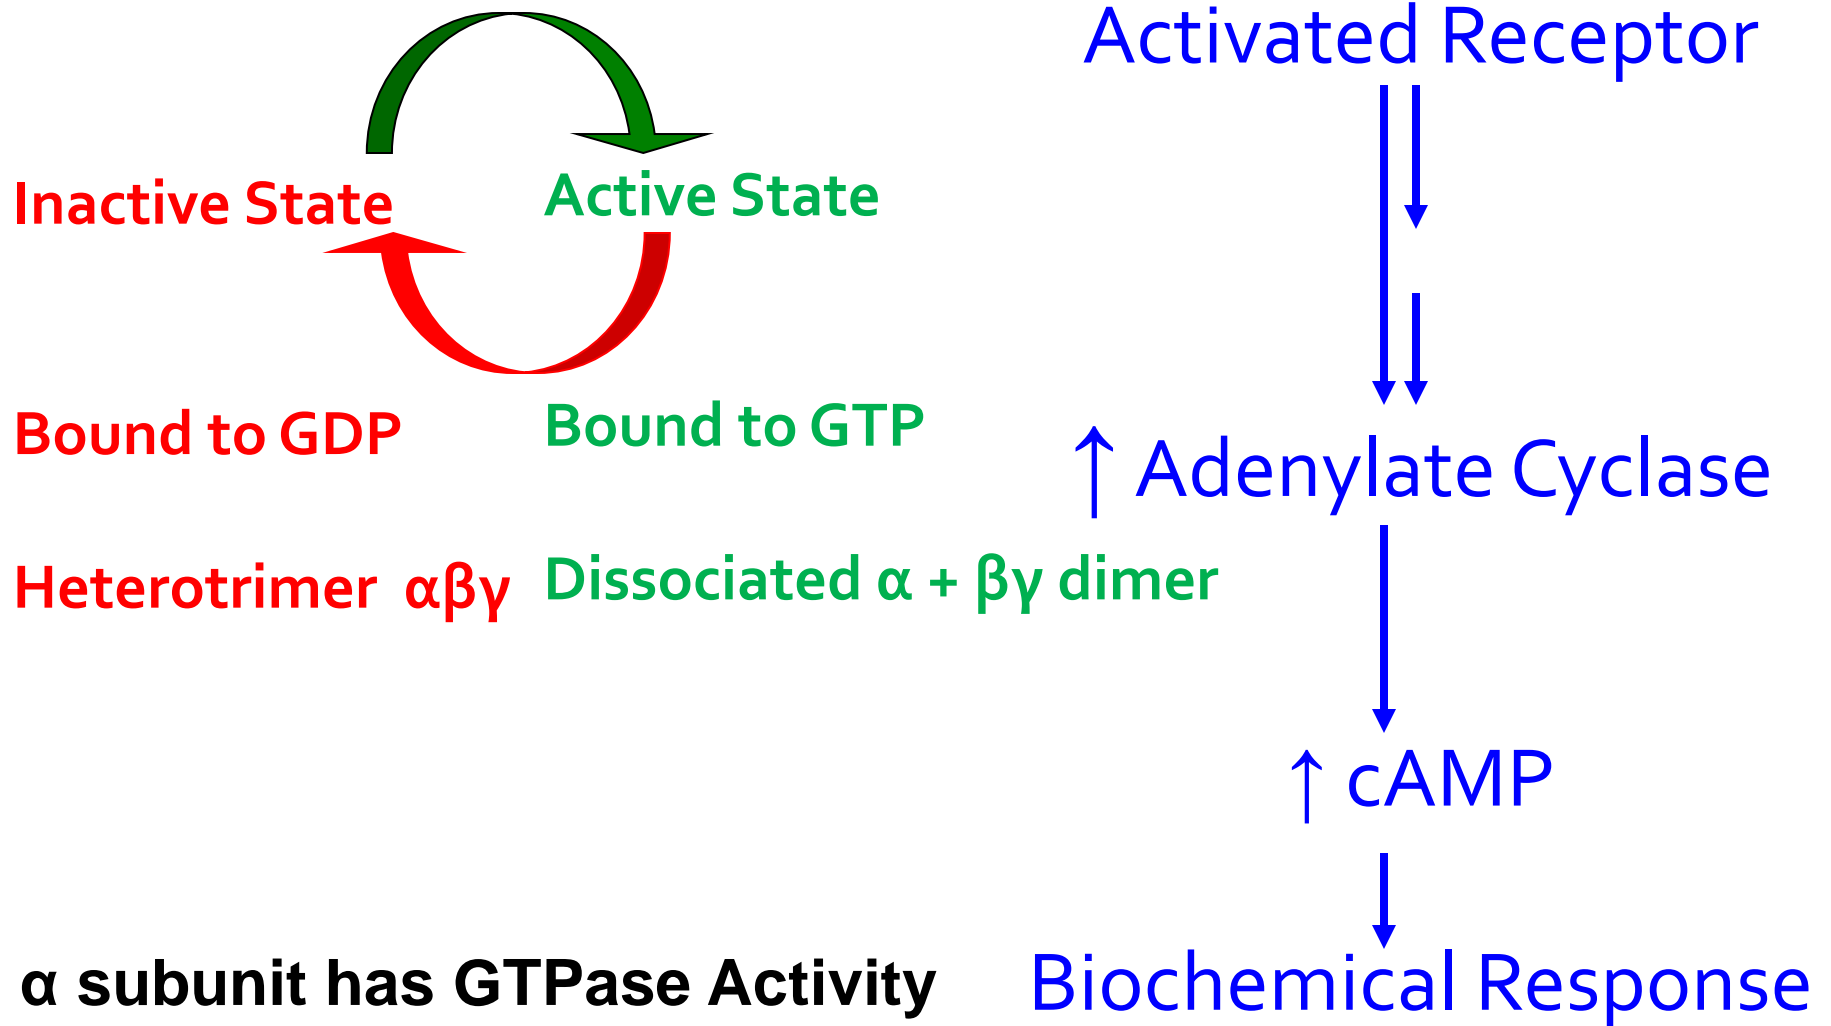 Inactive State
Active State
Bound to GDP
Bound to GTP
Heterotrimer αβγ
Dissociated α + βγ dimer
α subunit has GTPase Activity
Activated Receptor
↑ Adenylate Cyclase
↑ cAMP
Biochemical Response